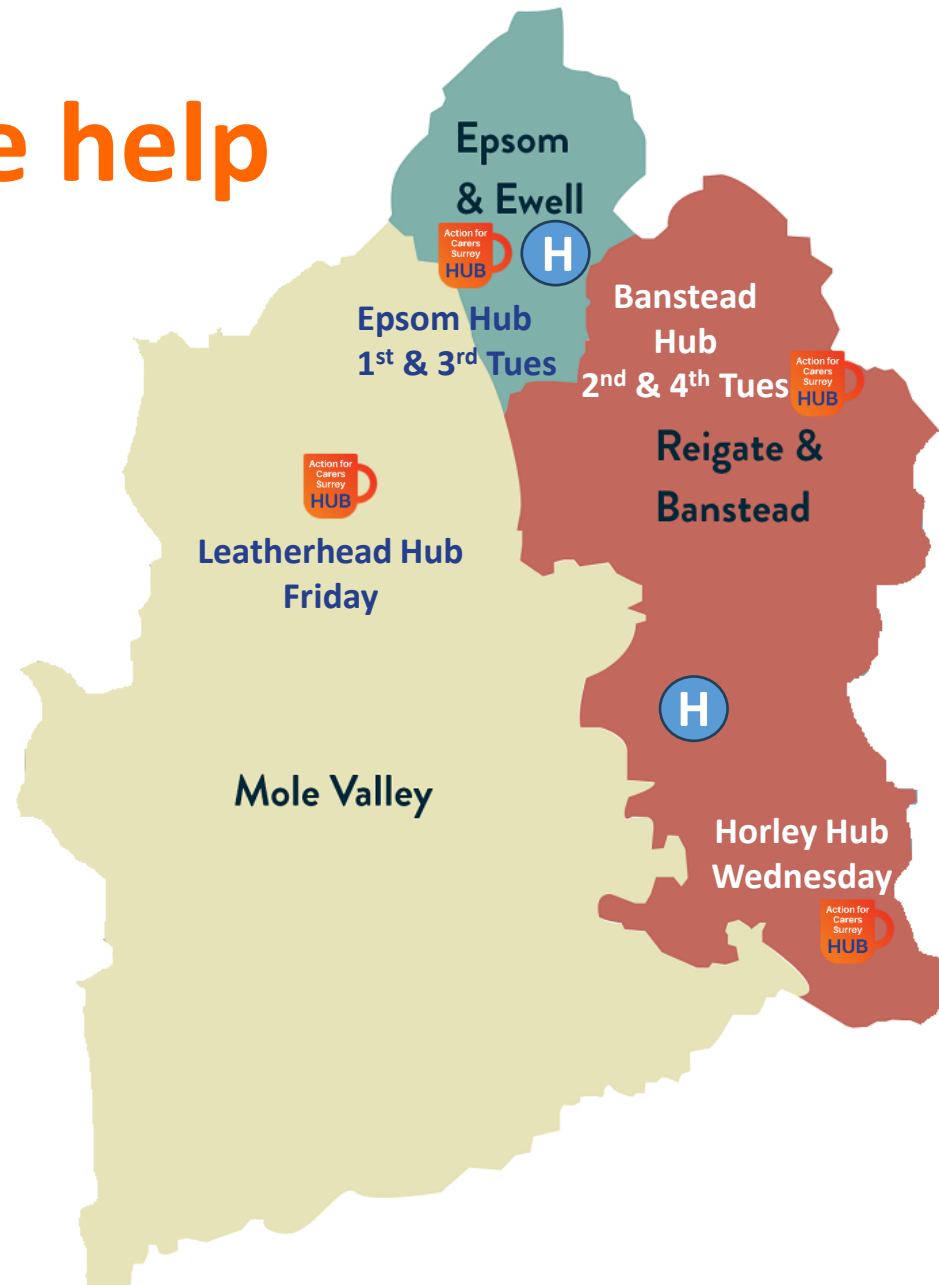 e help
Epsom
& Ewell
Action for
Carers
Surrey
HUB
H
Epsom Hub
1st & 3rd Tues
Banstead
Hub
2nd & 4th Tues
Action for
Carers
Surrey
HUB
Reigate &
Banstead
Action for
Carers
Surrey
HUB
Leatherhead Hub
Friday
H
Mole Valley
Horley Hub
Wednesday
Action for
Carers
Surrey
HUB